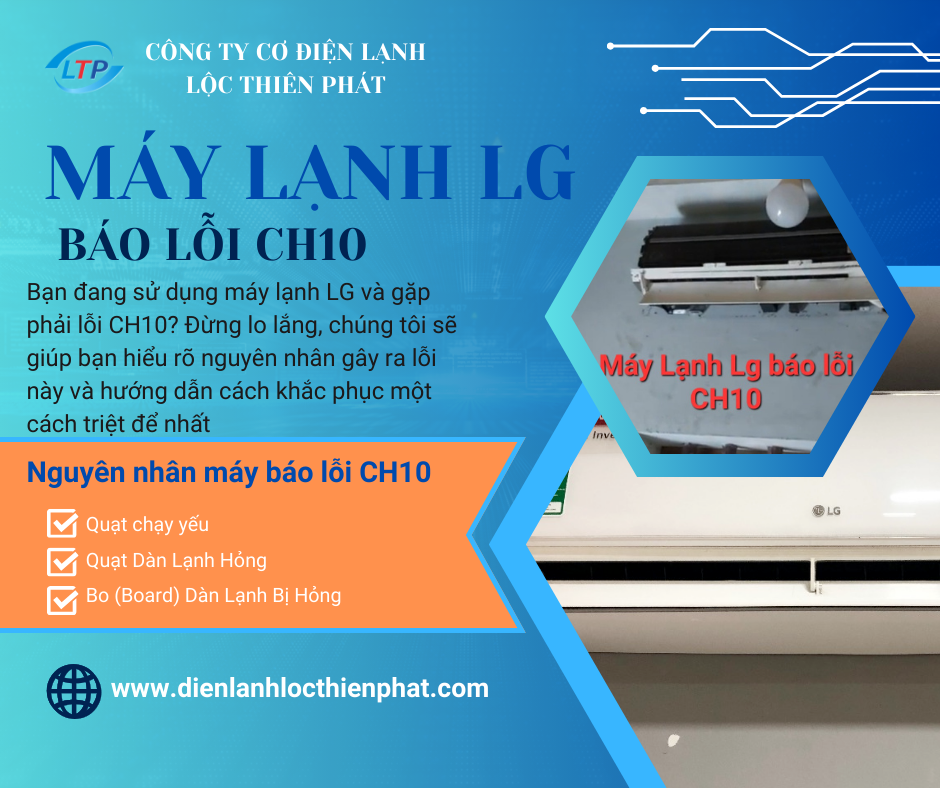 LTP
CÔNG TY CƠ ĐIỆN LẠNH
LỘC THIÊN PHÁT
MÁY LẠNH LG
BÁO LỖI CH10
Bạn đang sử dụng máy lạnh LG và gặp
phải lỗi CH10? Đừng lo lắng, chúng tôi sẽ
giúp bạn hiểu rõ nguyên nhân gây ra lỗi
này và hướng dẫn cách khắc phục một
cách triệt để nhất
Máy Lạnh Lg báo lỗi
CH10
LG
Nguyên nhân máy báo lỗi CH10
Quạt chạy yếu
Quạt Dàn Lạnh Hỏng
Bo (Board) Dàn Lạnh Bị Hỏng
www.dienlanhlocthienphat.com